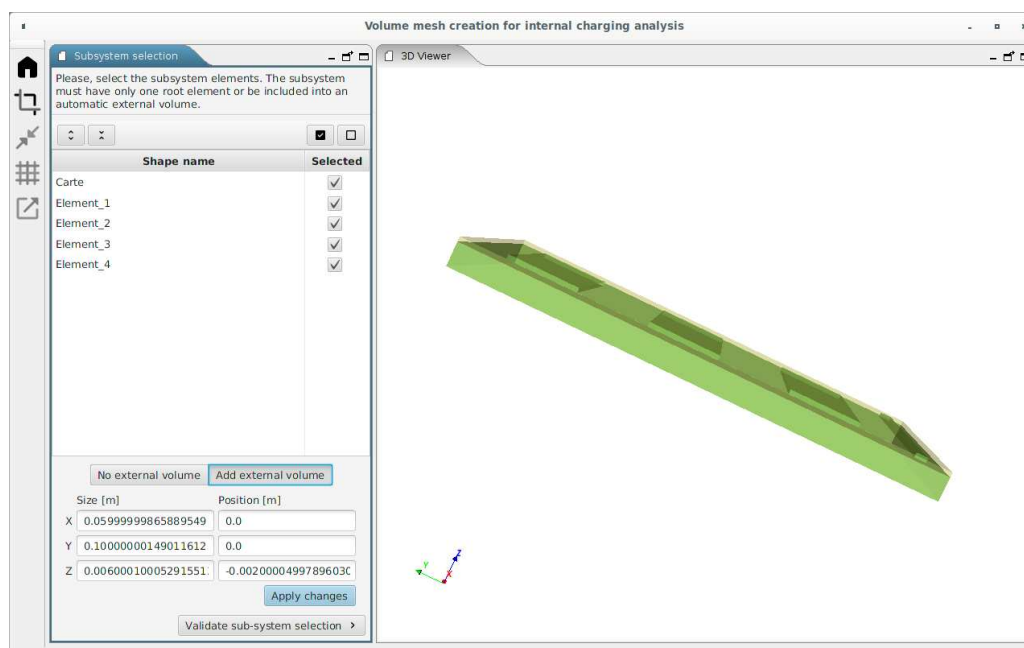 Volume mesh creation for internal charging analysis
Subsystem selection
3D Viewer
Please, select the subsystem elements. The subsystem
must have only one root element or be included into an
automatic external volume.
Shape name Selected
Carte
Element_1
Element_2
Element_3
Element_4
No external volume Add external volume
Size [m] Position [m]
X 0.05999999865889549 0.0
Y 0.10000000149011612 0.0
Z 0.00600010005291551 -0.0020000499789603
Apply changes
Validate sub-system selection >
Z
Y
X